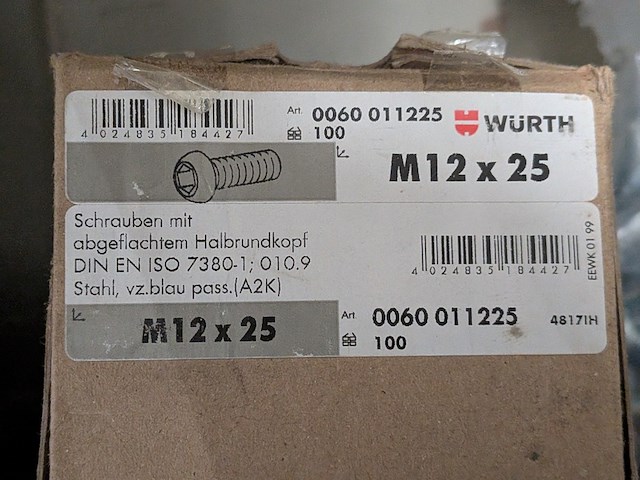 4 024835 184427
Art. 0060 011225
100
WÜRTH
M12 x 25
Schrauben mit
abgeflachtem Halbrundkopf
DIN EN ISO 7380-1; 010.9
Stahl, vz.blau pass.(A2K)
M12 x 25
4 024835 184427
EEWK 01 99
Art. 0060 011225
100
4817IH